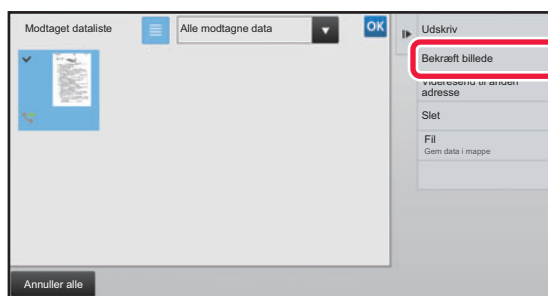 Modtaget dataliste
Alle modtagne data
OK
Udskriv
Bekræft billede
Videresend til anden
adresse
Slet
Fil
Gem data i mappe
Annuller alle